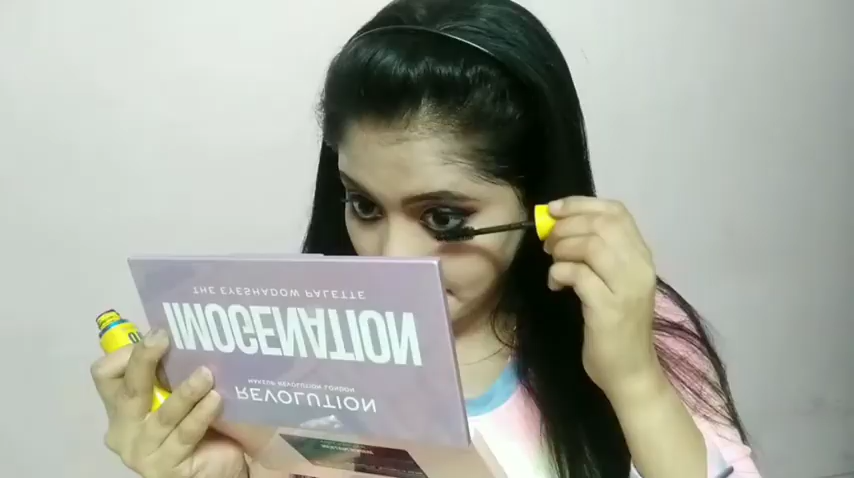 REVOLUTION
MAKEUP REVOLUTION LONDON
IMOGENATION
THE EYESHADOW PALETTE